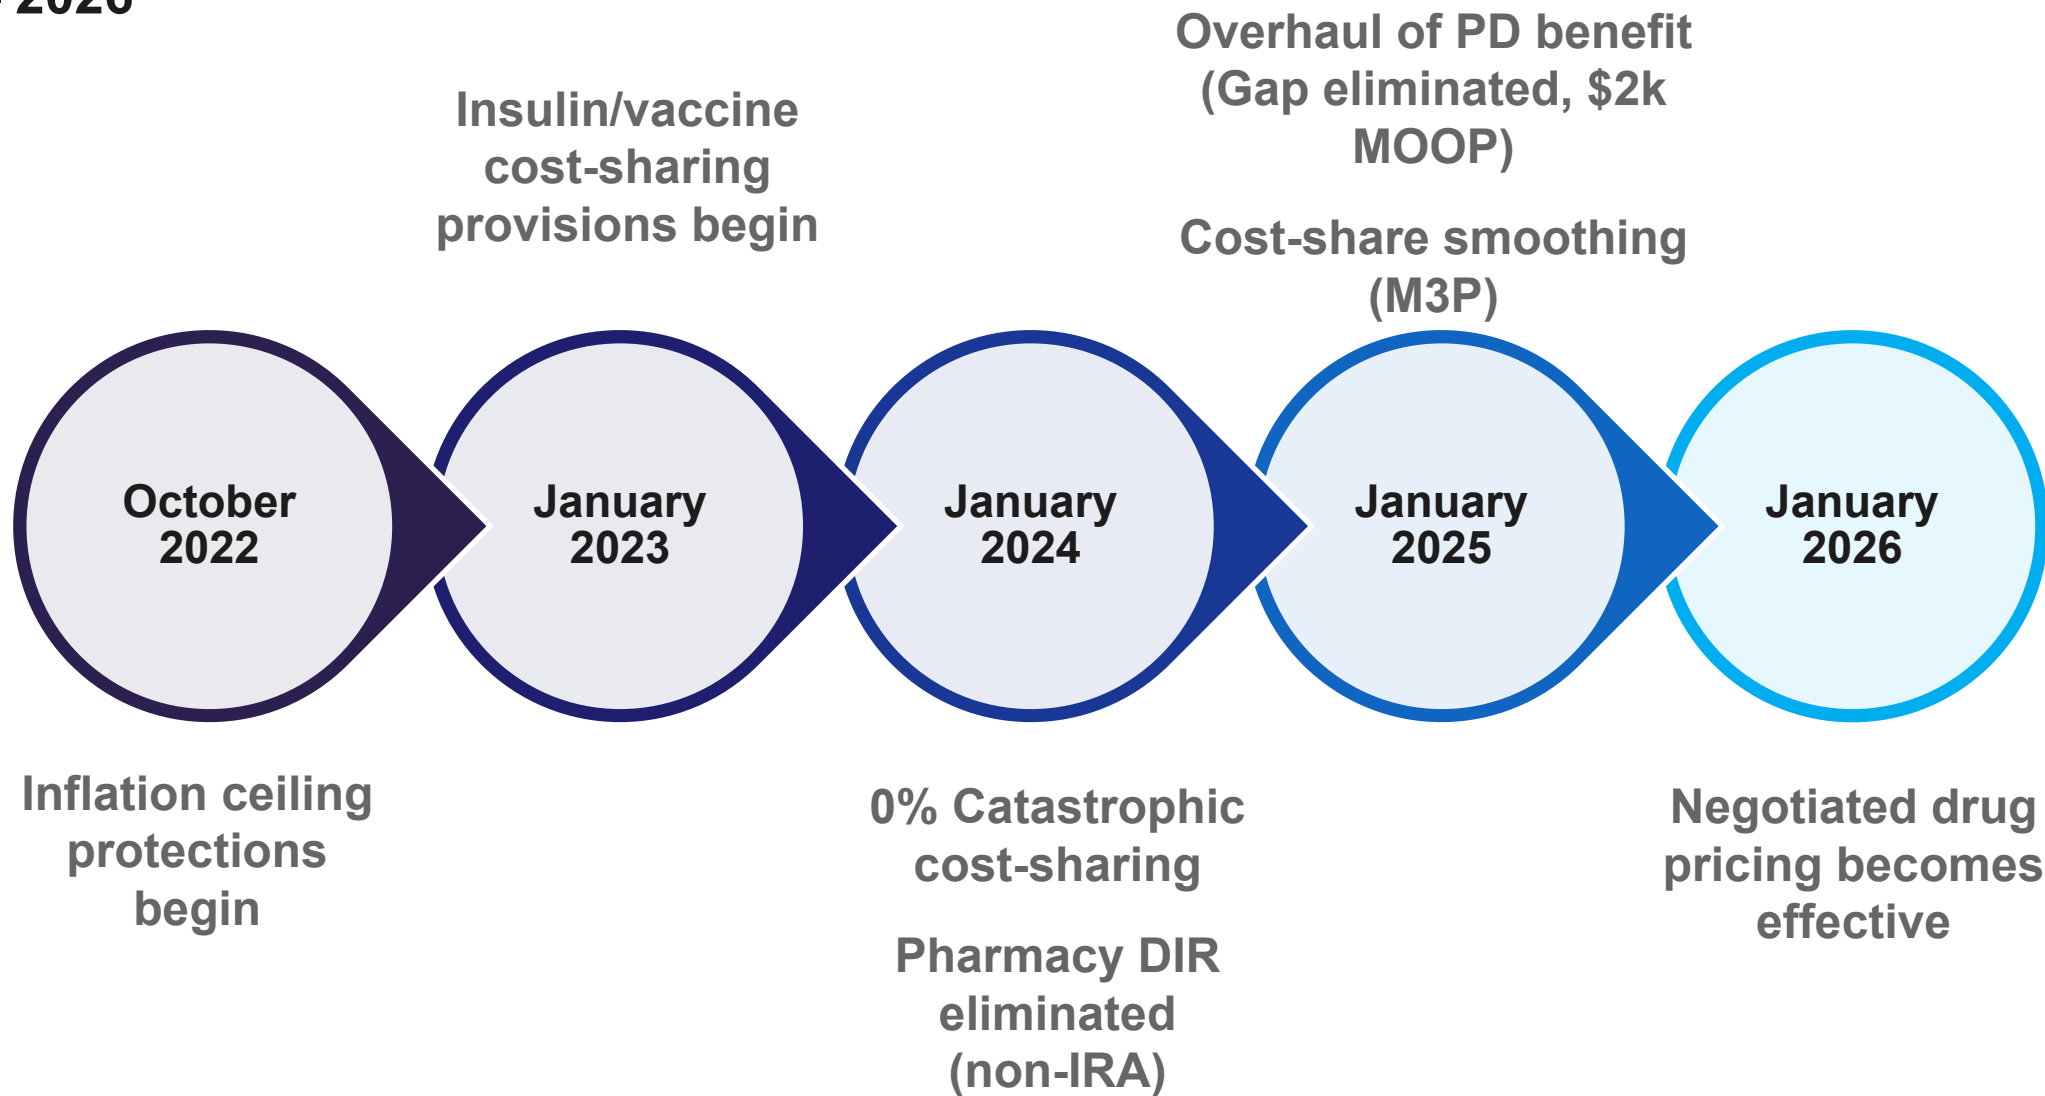 2026
Overhaul of PD benefit
(Gap eliminated, $2k
MOOP)
Insulin/vaccine
cost-sharing
provisions begin
Cost-share smoothing
(M3P)
October
2022
January
2023
January
2024
January
2025
January
2026
Inflation ceiling
protections
begin
0% Catastrophic
cost-sharing
Pharmacy DIR
eliminated
(non-IRA)
Negotiated drug
pricing becomes
effective